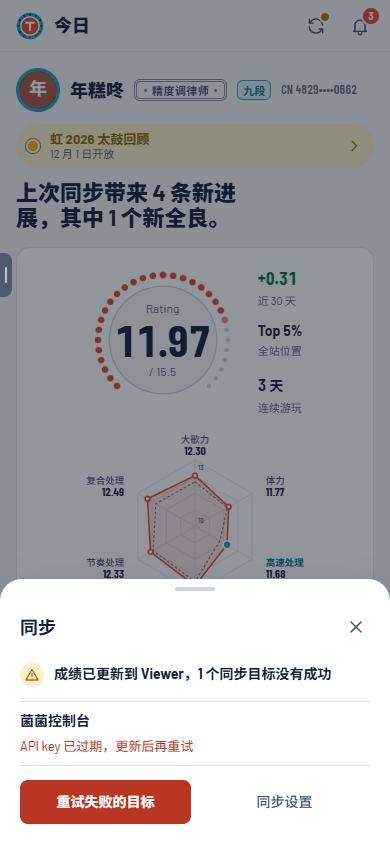 今日
3
年
年糕咚
· 精度调律师 ·
九段
CN 4829••••0662
虹 2026 太鼓回顾
12 月 1 日开放
上次同步带来 4 条新进
展，其中 1 个新全良。
Rating
11.97
/ 15.5
+0.31
近 30 天
Top 5%
全站位置
3 天
连续游玩
大歌力
12.30
13
10
复合处理
12.49
体力
11.77
节奏处理
12.33
高速处理
11.68
同步
成绩已更新到 Viewer，1 个同步目标没有成功
菌菌控制台
API key 已过期，更新后再重试
重试失败的目标
同步设置